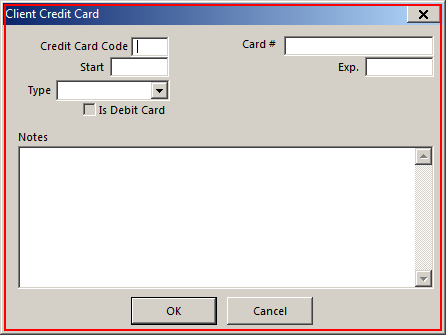 Client Credit Card
Credit Card Code
Card #
Start
Exp.
Type
Is Debit Card
Notes
OK
Cancel